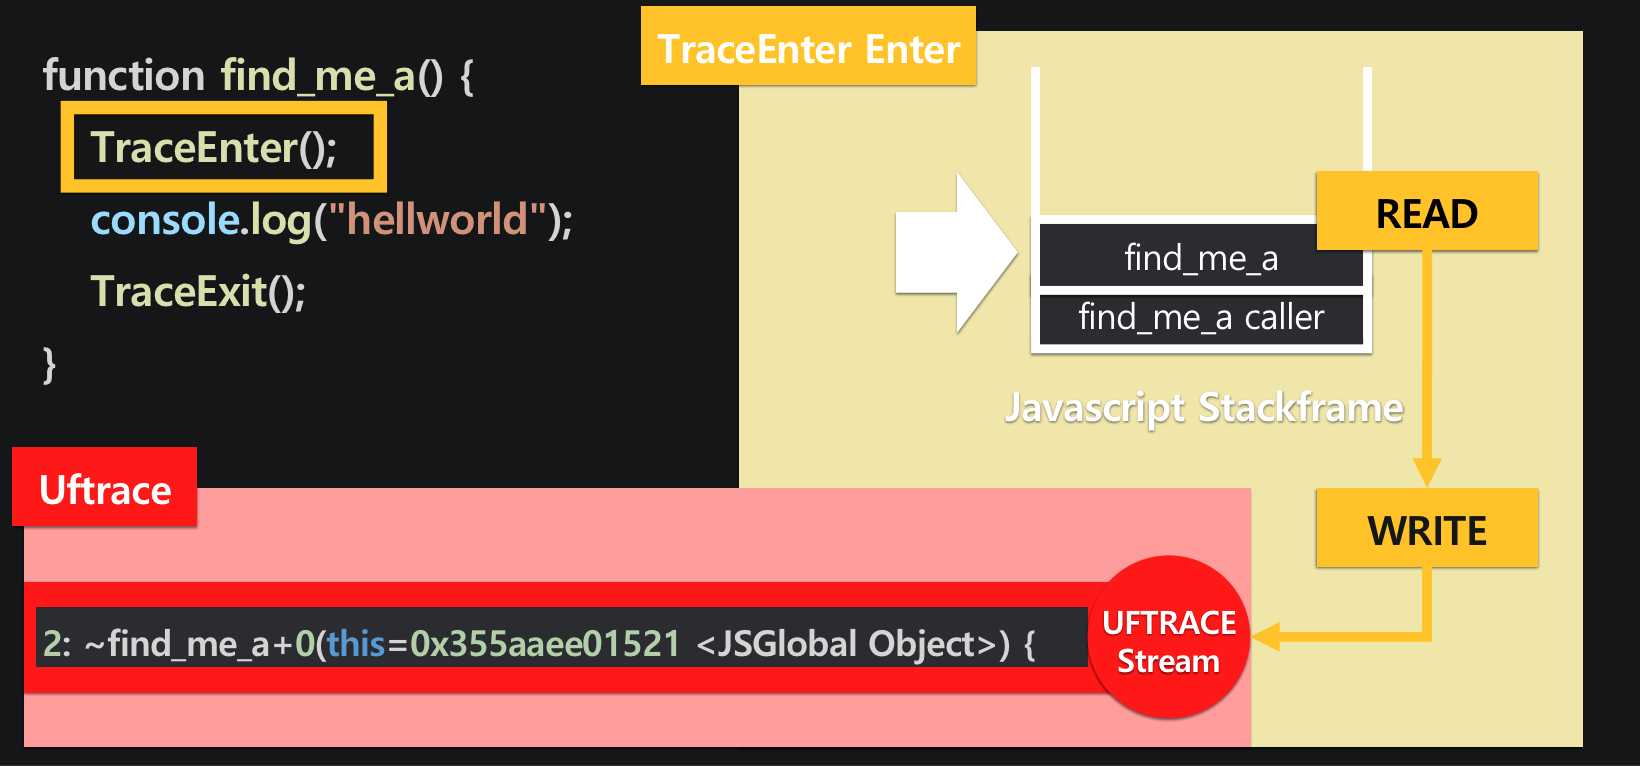 function find_me_a() {
TraceEnter();
console.log("hellworld");
TraceExit();
}
TraceEnter Enter
READ
find_me_a
find_me_a caller
Javascript Stackframe
WRITE
Uftrace
2: ~find_me_a+0(this=0x355aaee01521 <JSGlobal Object>) {
UFTRACE
Stream